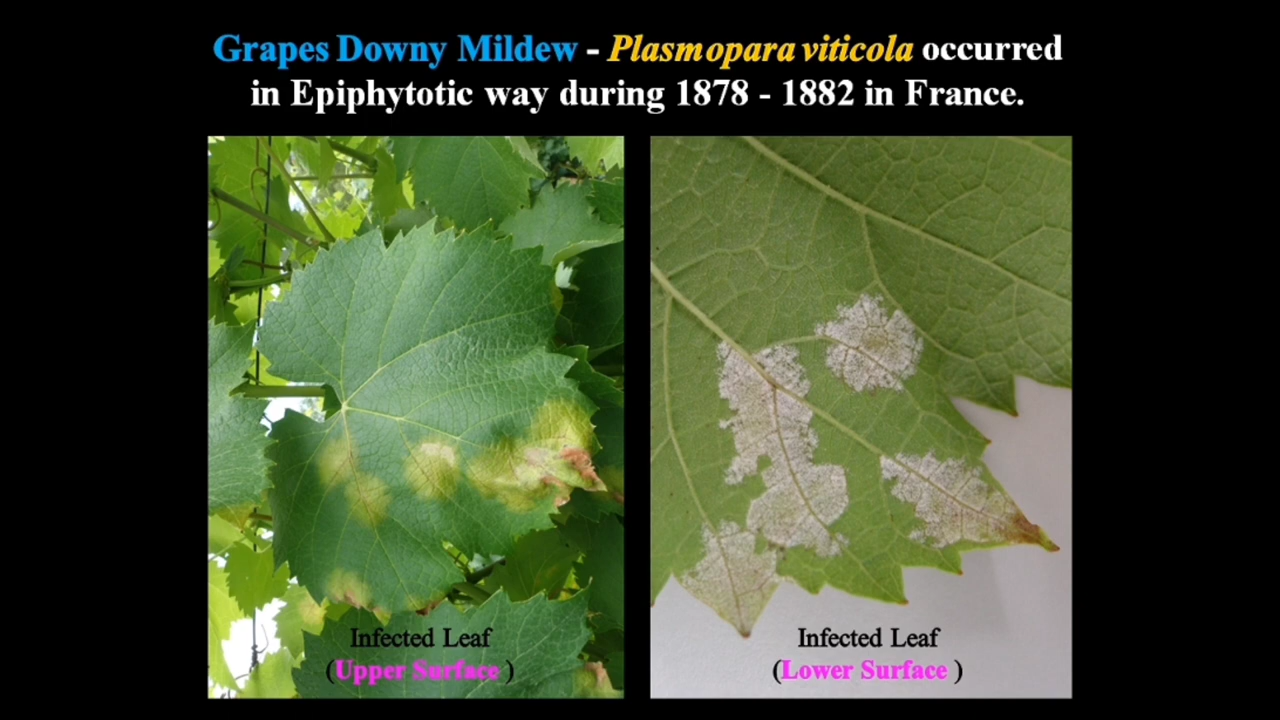 Grapes Downy Mildew - Plasmopara viticola occurred
in Epiphytotic way during 1878 - 1882 in France.
Infected Leaf
(Upper Surface )
Infected Leaf
(Lower Surface )